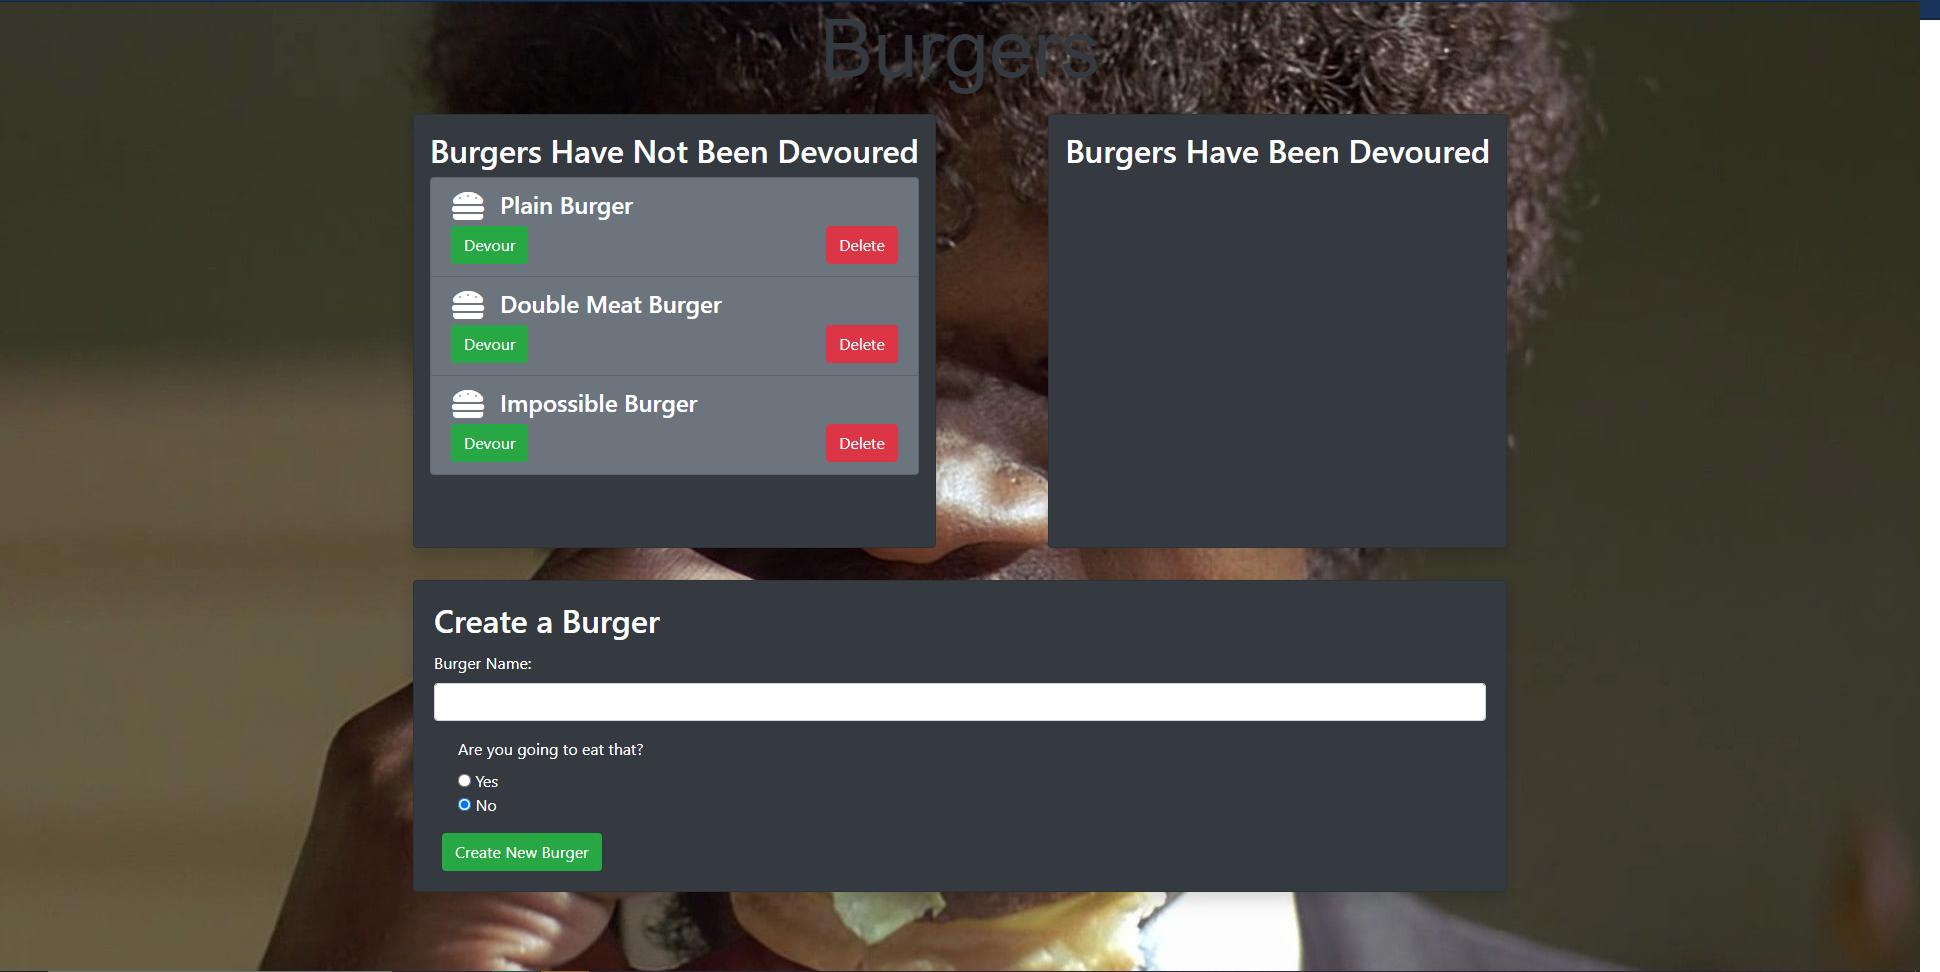 Burgers
Burgers Have Not Been Devoured
Plain Burger
Devour
Delete
Double Meat Burger
Devour
Delete
Impossible Burger
Devour
Delete
Burgers Have Been Devoured
Create a Burger
Burger Name:
Are you going to eat that?
Yes
No
Create New Burger